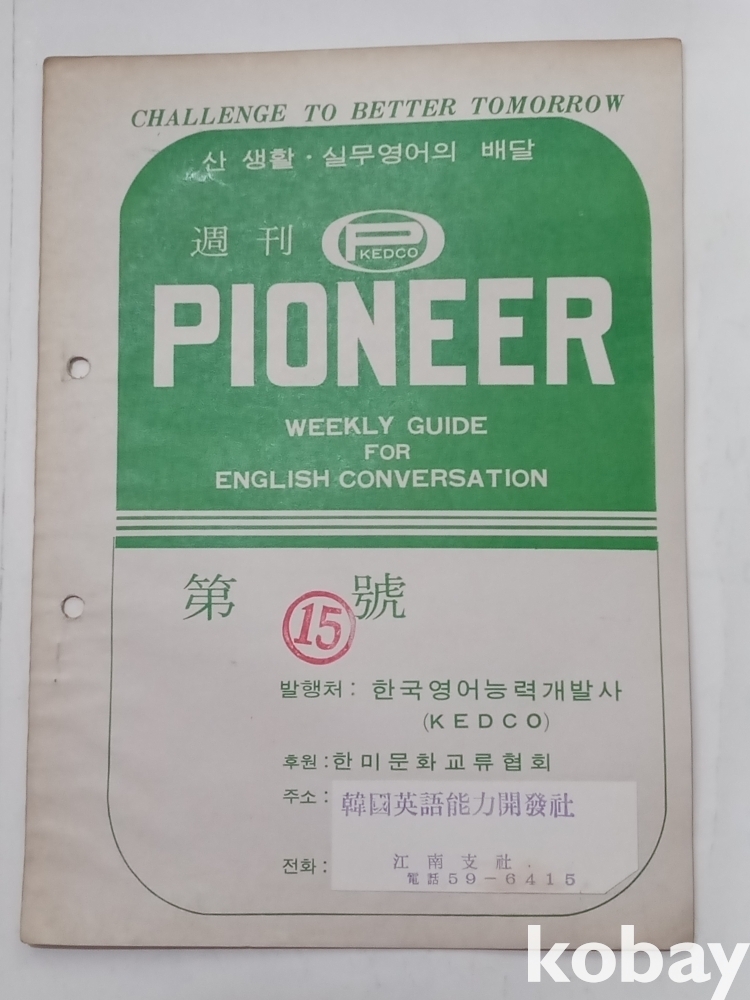 CHALLENGE TO BETTER TOMORROW
산 생활·실무영어의 배달
週刊 P KEDCO
PIONEER
WEEKLY GUIDE
FOR
ENGLISH CONVERSATION
第 15 號
발행처: 한국영어능력개발사
(KEDCO)
후원: 한미문화교류협회
주소: 韓國英語能力開發社
江南支社.
전화: 電話 59-6415
kobay